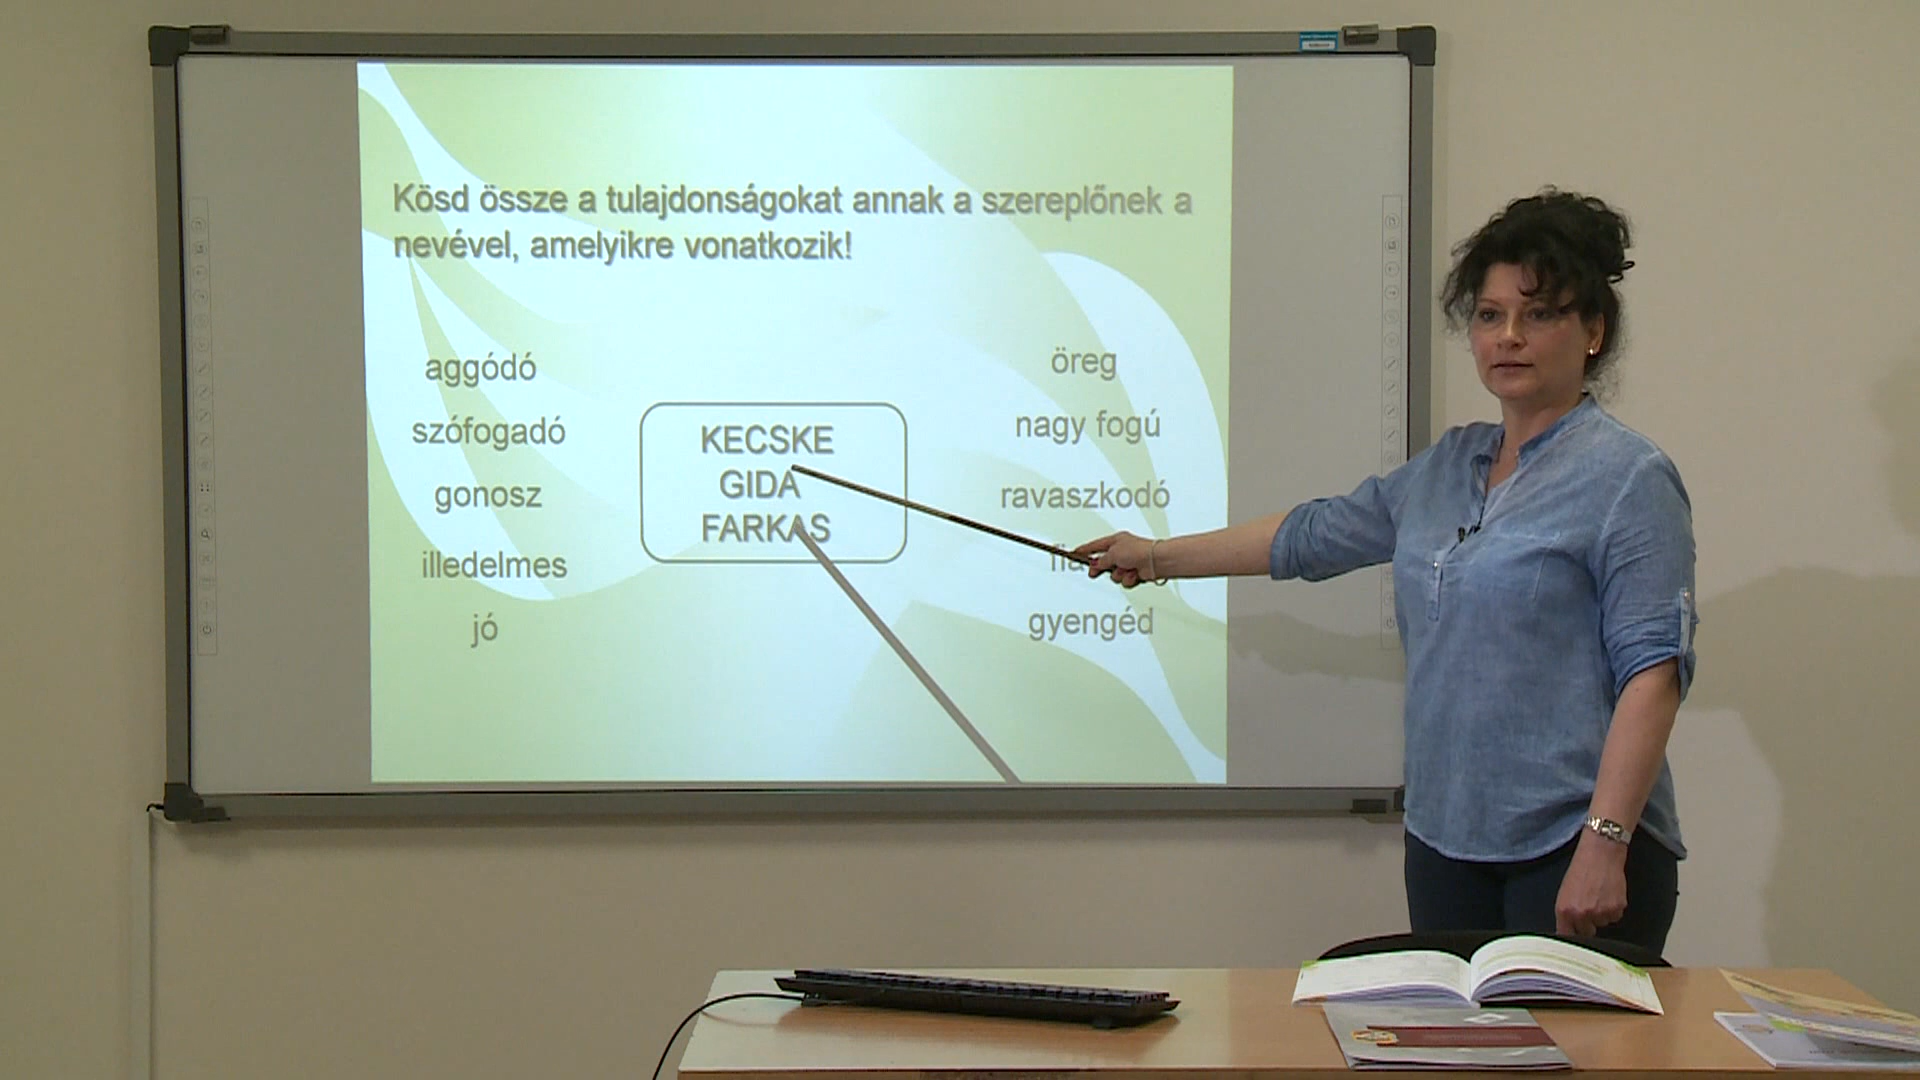 Kösd össze a tulajdonságokat annak a szereplőnek a
nevével, amelyikre vonatkozik!
aggódó
szófogadó
gonosz
illedelmes
jó
KECSKE
GIDA
FARKAS
öreg
nagy fogú
ravaszkodó
gyengéd